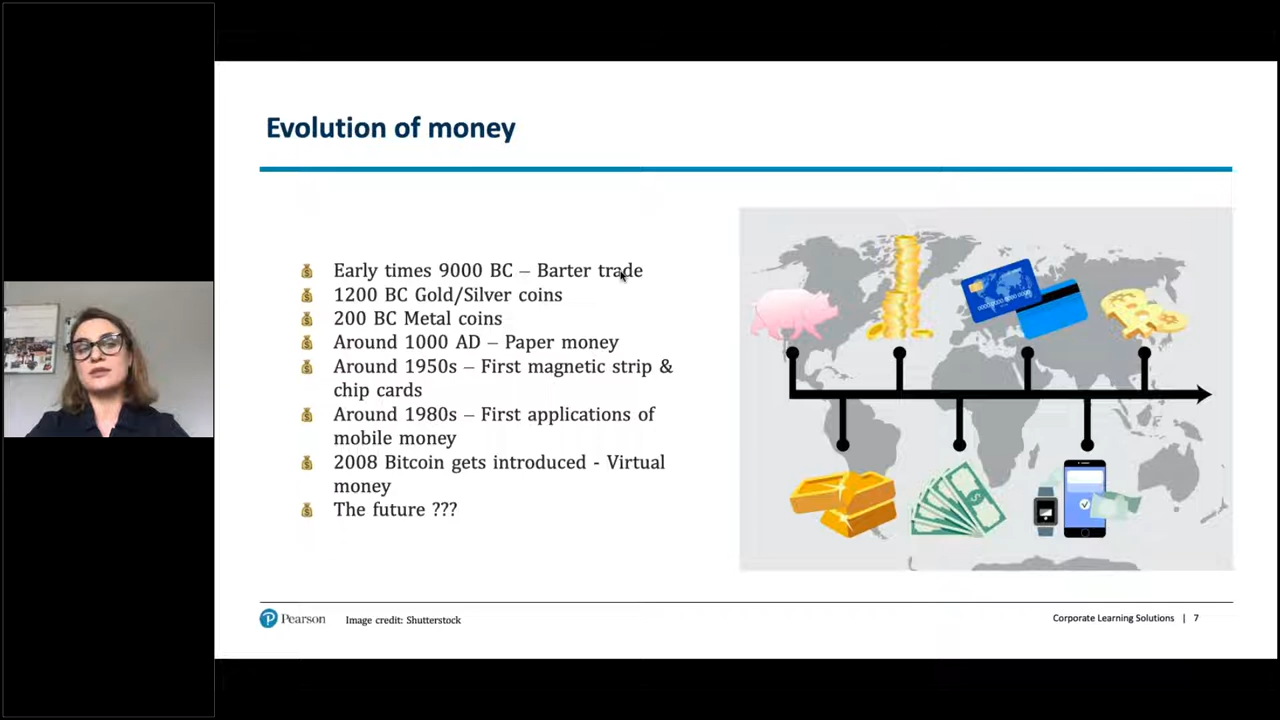 Evolution of money
Early times 9000 BC – Barter trade
1200 BC Gold/Silver coins
200 BC Metal coins
Around 1000 AD – Paper money
Around 1950s – First magnetic strip &
chip cards
Around 1980s – First applications of
mobile money
2008 Bitcoin gets introduced - Virtual
money
The future ???
Pearson
Image credit: Shutterstock
Corporate Learning Solutions | 7